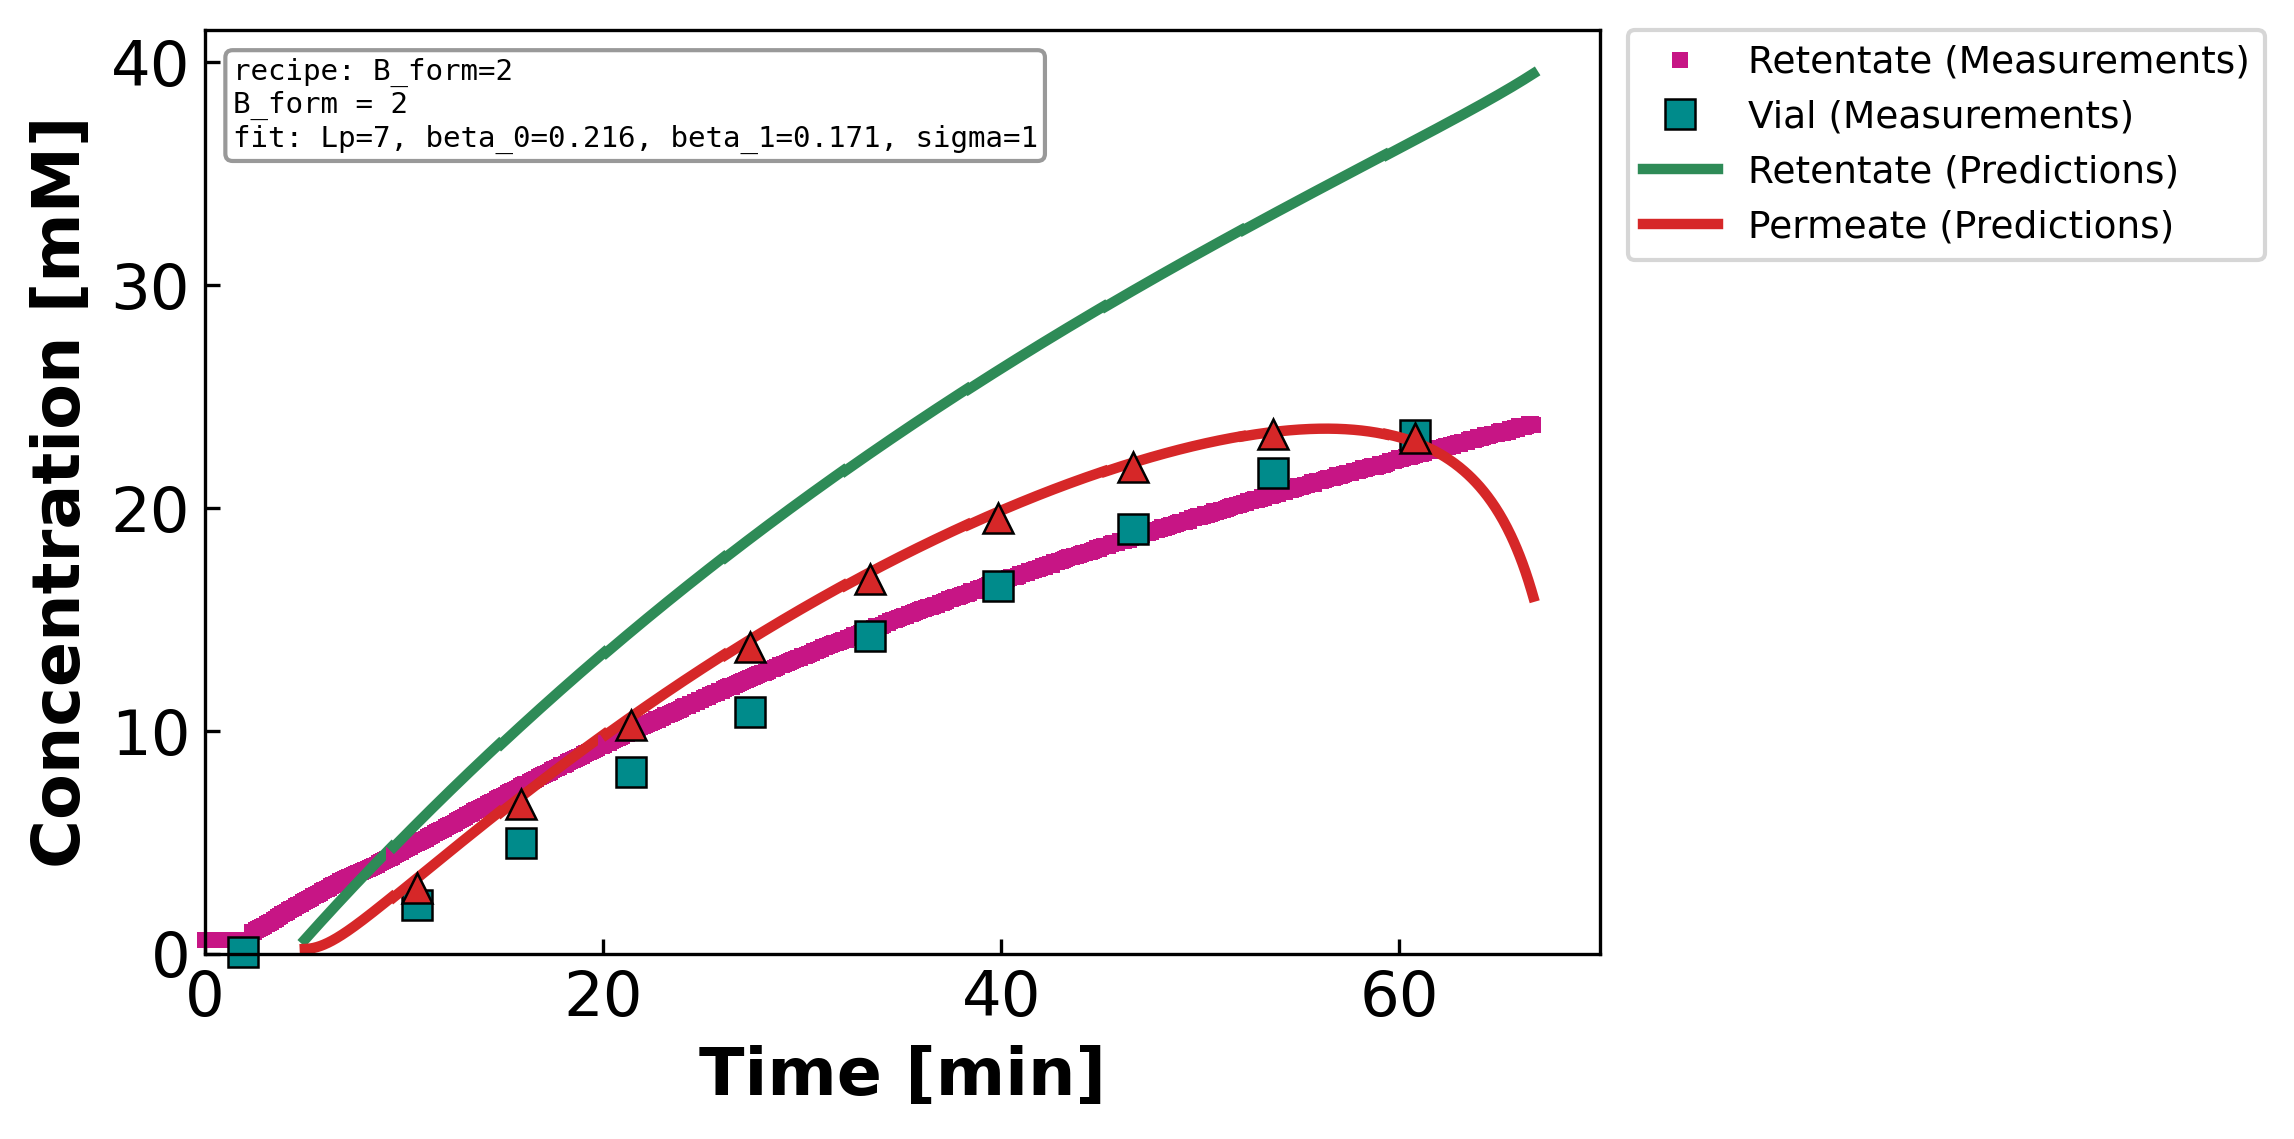 recipe: B_form=2
B_form = 2
fit: Lp=7, beta_0=0.216, beta_1=0.171, sigma=1
Retentate (Measurements)
Vial (Measurements)
Retentate (Predictions)
Permeate (Predictions)
Concentration [mM]
40
30
20
10
0
0 20 40 60
Time [min]